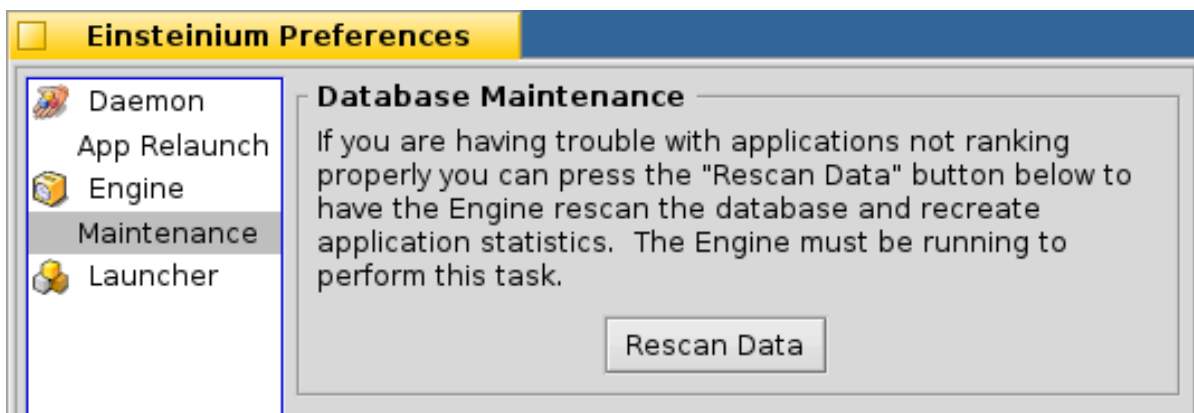 Einsteinium Preferences
Daemon
App Relaunch
Engine
Maintenance
Launcher
Database Maintenance
If you are having trouble with applications not ranking
properly you can press the "Rescan Data" button below to
have the Engine rescan the database and recreate
application statistics.  The Engine must be running to
perform this task.
Rescan Data